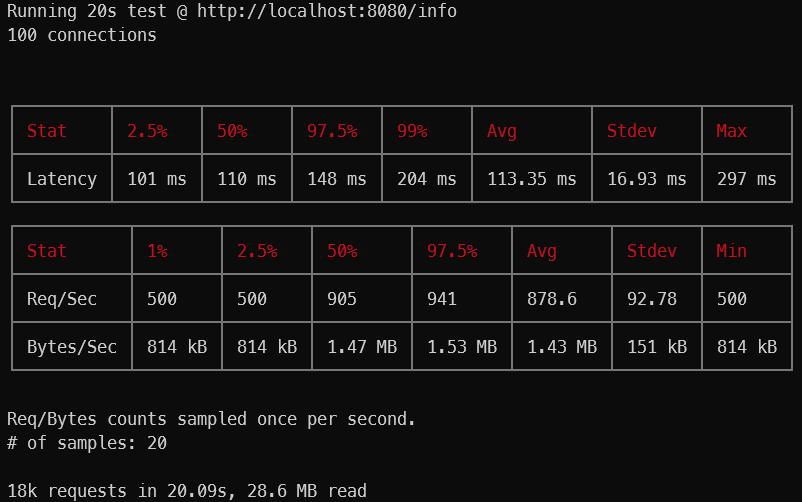 Running 20s test @ http://localhost:8080/info
100 connections
Stat 2.5% 50% 97.5% 99% Avg Stdev Max
Latency 101 ms 110 ms 148 ms 204 ms 113.35 ms 16.93 ms 297 ms
Stat 1% 2.5% 50% 97.5% Avg Stdev Min
Req/Sec 500 500 905 941 878.6 92.78 500
Bytes/Sec 814 kB 814 kB 1.47 MB 1.53 MB 1.43 MB 151 kB 814 kB
Req/Bytes counts sampled once per second.
# of samples: 20
18k requests in 20.09s, 28.6 MB read